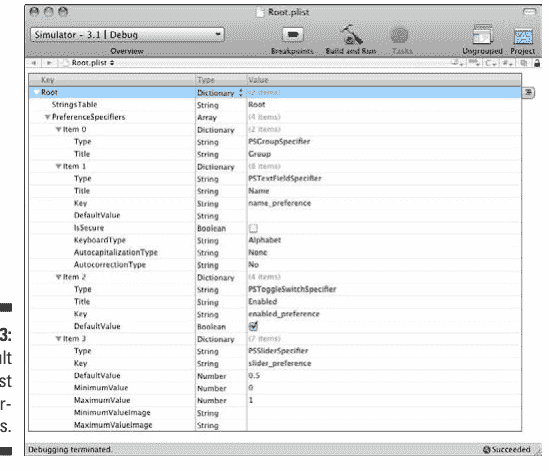 Root.plist
Simulator - 3.1 | Debug
Overview Breakpoints Build and Run Tasks Ungrouped Project
Root.plist
Key Type Value
Root Dictionary (2 items)
StringsTable String Root
PreferenceSpecifiers Array (4 items)
Item 0 Dictionary (2 items)
Type String PSGroupSpecifier
Title String Group
Item 1 Dictionary (8 items)
Type String PSTextFieldSpecifier
Title String Name
Key String name_preference
DefaultValue String
IsSecure Boolean
KeyboardType String Alphabet
AutocapitalizationType String None
AutocorrectionType String No
Item 2 Dictionary (4 items)
Type String PSToggleSwitchSpecifier
Title String Enabled
Key String enabled_preference
DefaultValue Boolean
Item 3 Dictionary (7 items)
Type String PSSliderSpecifier
Key String slider_preference
DefaultValue Number 0.5
MinimumValue Number 0
MaximumValue Number 1
MinimumValueImage String
MaximumValueImage String
Debugging terminated. Succeeded
3:
alt
st
r-
s.